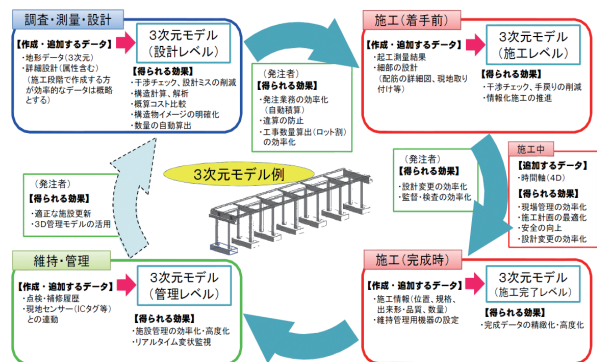 調査・測量・設計
【作成・追加するデータ】
・地形データ(3次元)
・詳細設計(属性含む)
(施工段階で作成する方
が効率的なデータは概略
とする)
3次元モデル
(設計レベル)
【得られる効果】
・干渉チェック、設計ミスの削減
・構造計算、解析
・概算コスト比較
・構造物イメージの明確化
・数量の自動算出
(発注者)
【得られる効果】
・発注業務の効率化
(自動積算)
・違算の防止
・工事数量算出(ロット割)
の効率化
施工(着手前)
【作成・追加するデータ】
・起工測量結果
・細部の設計
(配筋の詳細図、現地取り
付け等)
3次元モデル
(施工レベル)
【得られる効果】
・干渉チェック、手戻りの削減
・情報化施工の推進
(発注者)
【得られる効果】
・設計変更の効率化
・監督・検査の効率化
施工中
【追加するデータ】
・時間軸(4D)
【得られる効果】
・現場管理の効率化
・施工計画の最適化
・安全の向上
・設計変更の効率化
3次元モデル例
(発注者)
【得られる効果】
・適正な施設更新
・3D管理モデルの活用
維持・管理
【作成・追加するデータ】
・点検・補修履歴
・現地センサー(ICタグ等)
との連動
3次元モデル
(管理レベル)
【得られる効果】
・施設管理の効率化・高度化
・リアルタイム変状監視
施工(完成時)
【作成・追加するデータ】
・施工情報(位置、規格、
出来形・品質、数量)
・維持管理用機器の設定
3次元モデル
(施工完了レベル)
【得られる効果】
・完成データの精緻化・高度化